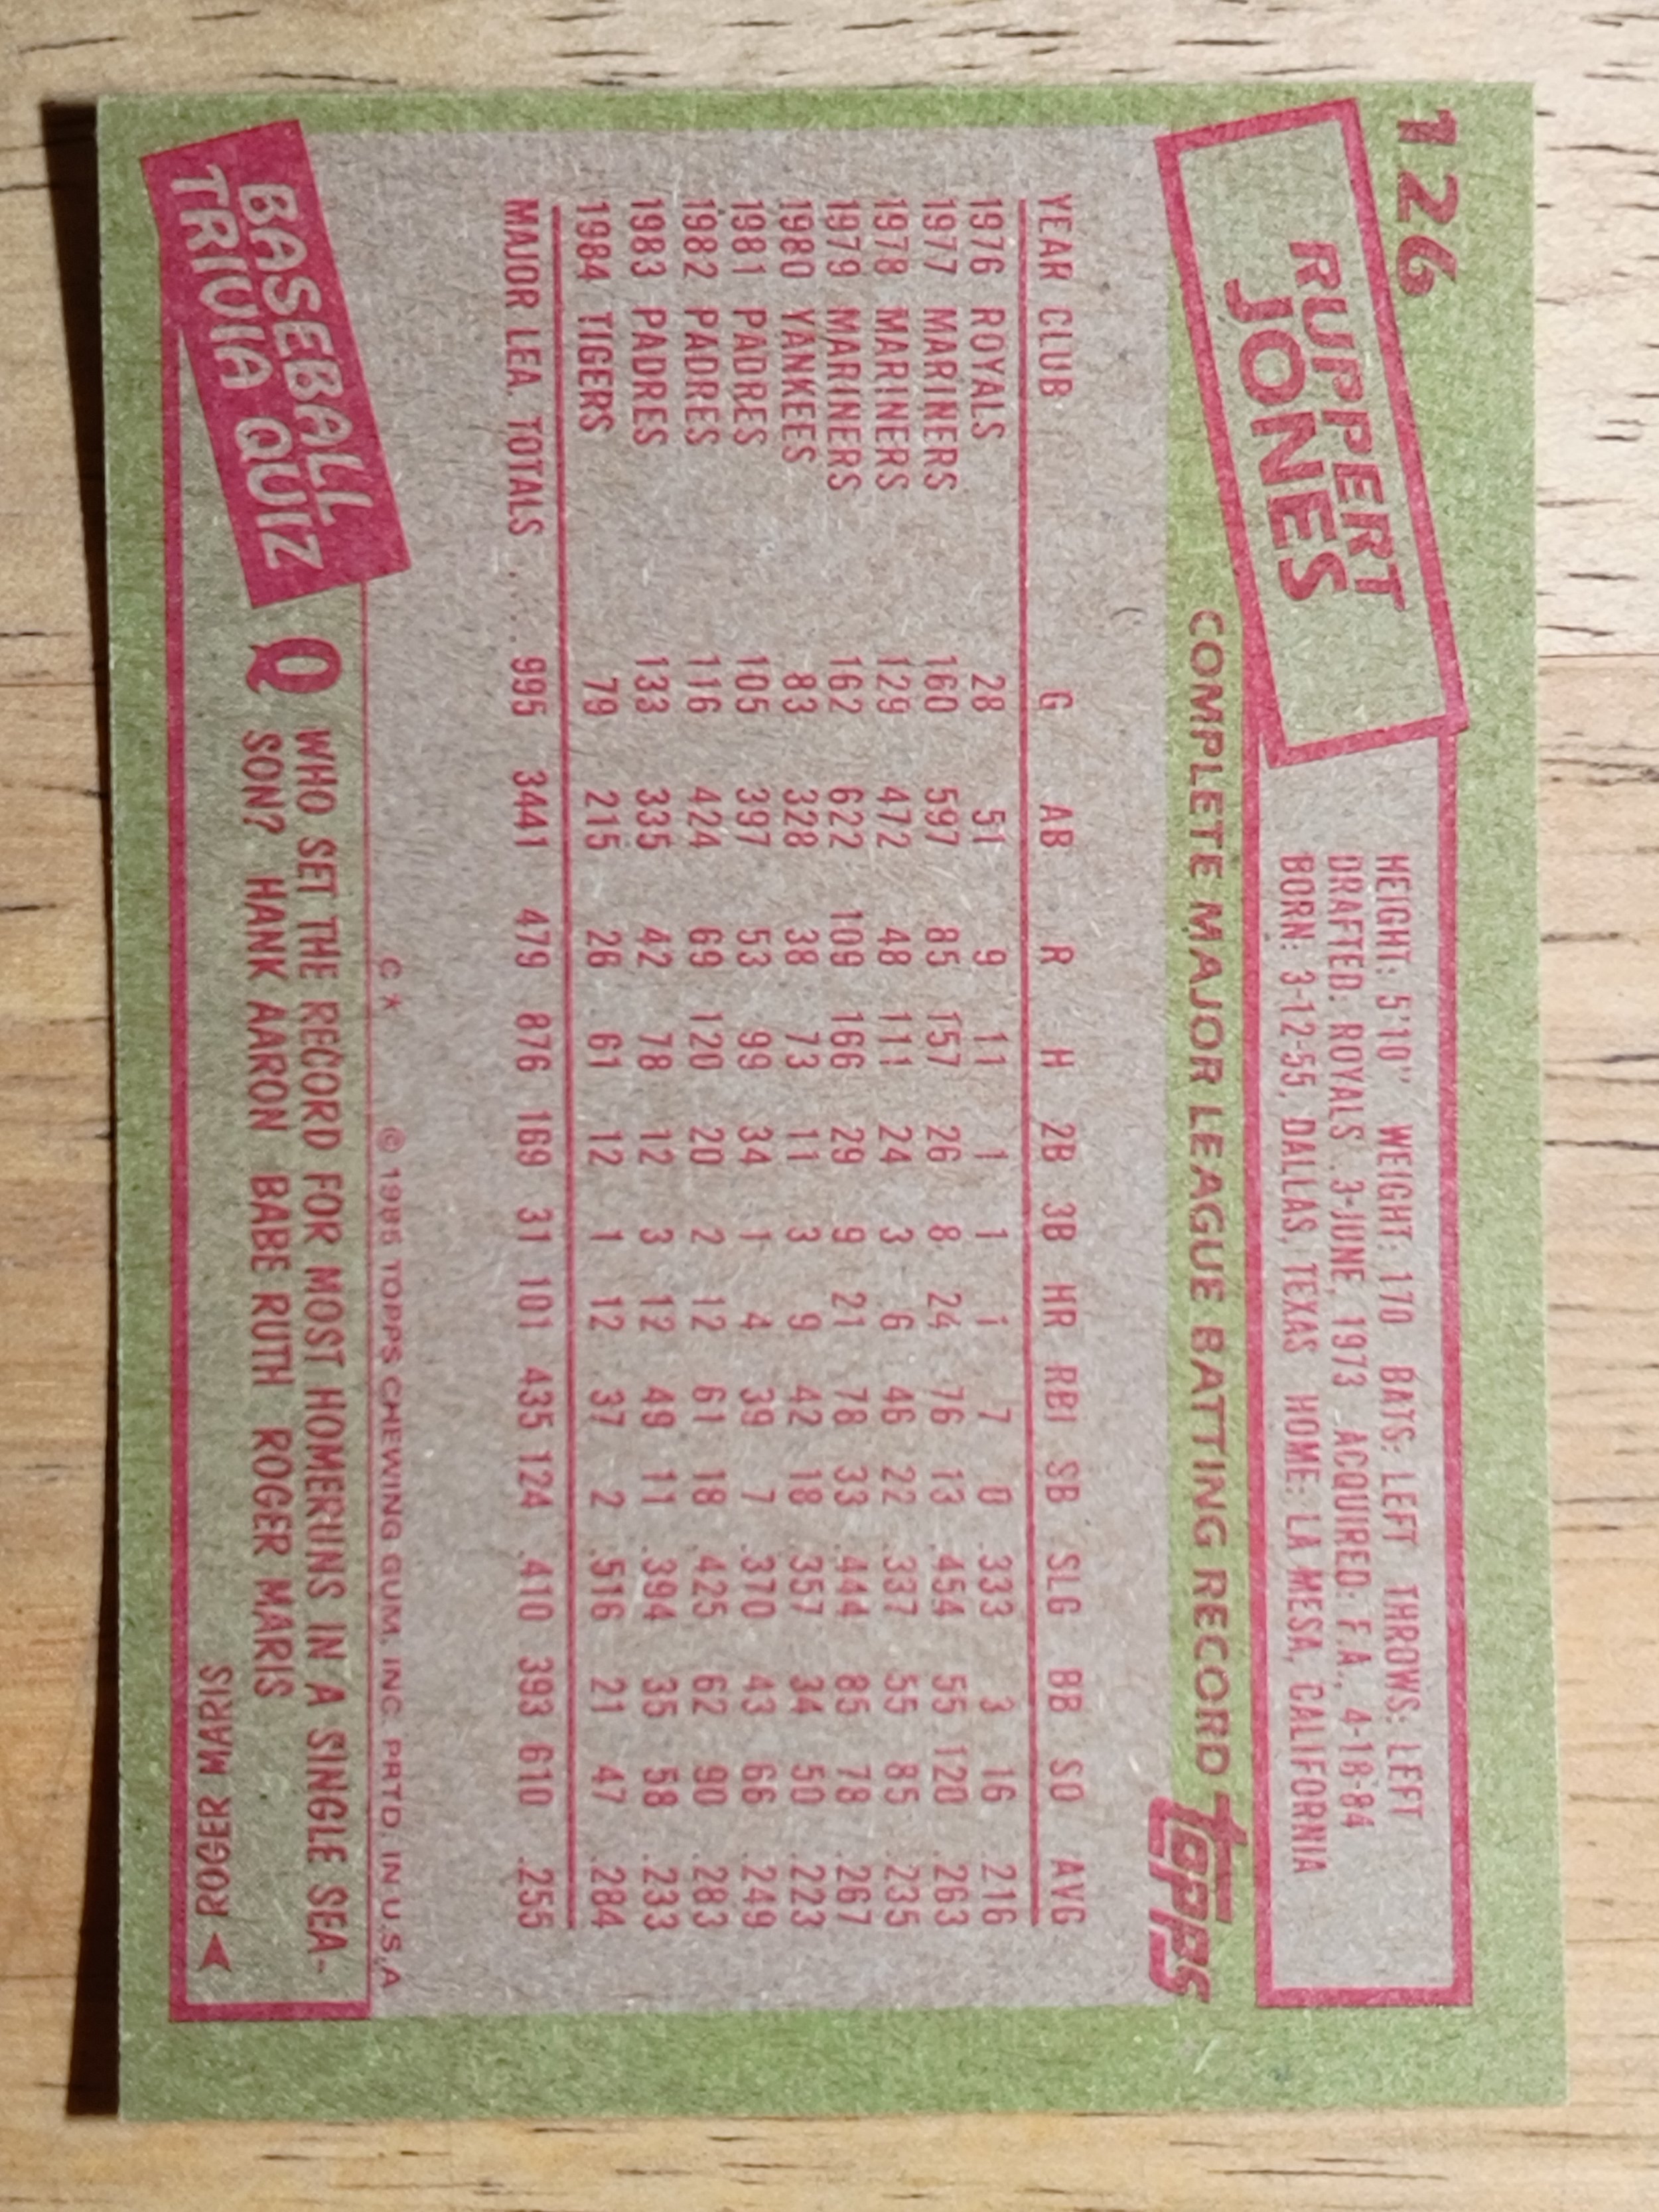 126
RUPPERT
JONES
HEIGHT: 5'10" WEIGHT: 170 BATS: LEFT THROWS: LEFT
DRAFTED: ROYALS 3-JUNE, 1973 ACQUIRED: F.A., 4-18-84
BORN: 3-12-55, DALLAS, TEXAS HOME: LA MESA, CALIFORNIA
COMPLETE MAJOR LEAGUE BATTING RECORD
topps
YEAR CLUB G AB R H 2B 3B HR RBI SB SLG BB SO AVG
1976 ROYALS 28 51 9 11 1 1 1 7 0 .333 3 16 .216
1977 MARINERS 160 597 85 157 26 8 24 76 13 .454 55 120 .263
1978 MARINERS 129 472 48 111 24 3 6 46 22 .337 55 85 .235
1979 MARINERS 162 622 109 166 29 9 21 78 33 .444 85 78 .267
1980 YANKEES 83 328 38 73 11 3 9 42 18 .357 34 50 .223
1981 PADRES 105 397 53 99 34 1 4 39 7 .370 43 66 .249
1982 PADRES 116 424 69 120 20 2 12 61 18 .425 62 90 .283
1983 PADRES 133 335 42 78 12 3 12 49 11 .394 35 58 .233
1984 TIGERS 79 215 26 61 12 1 12 37 2 .516 21 47 .284
MAJOR LEA. TOTALS .... 995 3441 479 876 169 31 101 435 124 .410 393 610 .255
C* © 1985 TOPPS CHEWING GUM, INC. PRTD. IN U.S.A
BASEBALL
TRIVIA QUIZ
Q WHO SET THE RECORD FOR MOST HOMERUNS IN A SINGLE SEA-
SON? HANK AARON BABE RUTH ROGER MARIS
ROGER MARIS